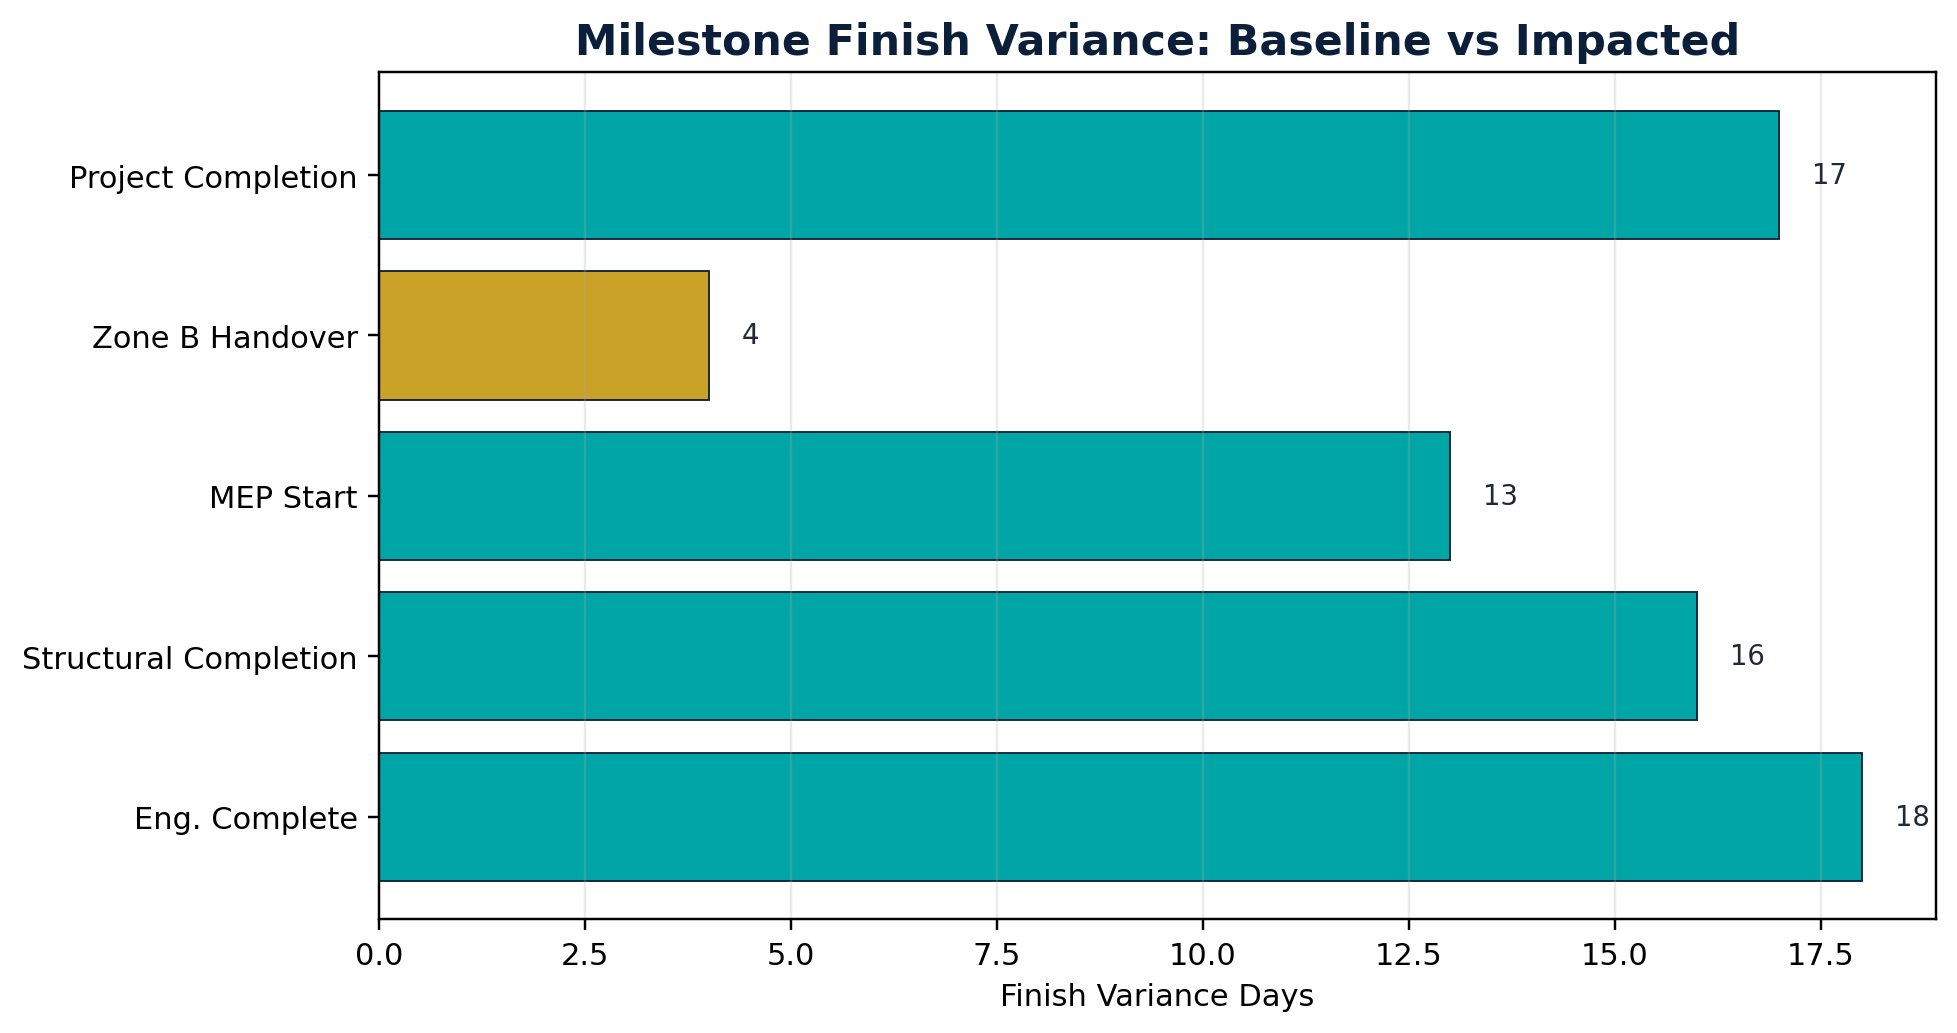 Milestone Finish Variance: Baseline vs Impacted
Project Completion
17
Zone B Handover
4
MEP Start
13
Structural Completion
16
Eng. Complete
18
0.0 2.5 5.0 7.5 10.0 12.5 15.0 17.5
Finish Variance Days